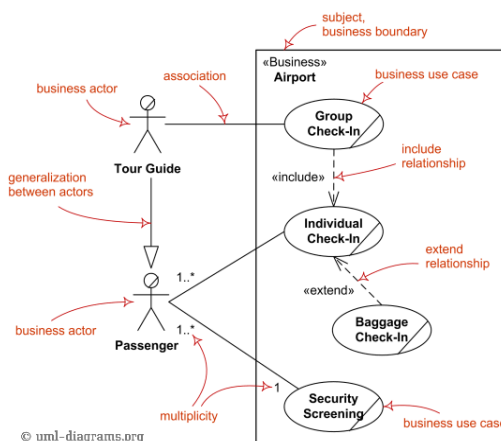 subject,
business boundary
«Business»
Airport
association
business use case
business actor
Group
Check-In
Tour Guide
include
relationship
«include»
generalization
between actors
Individual
Check-In
extend
relationship
1..*
«extend»
business actor
Baggage
Check-In
1..*
Passenger
multiplicity
1
Security
Screening
business use case
© uml-diagrams.org